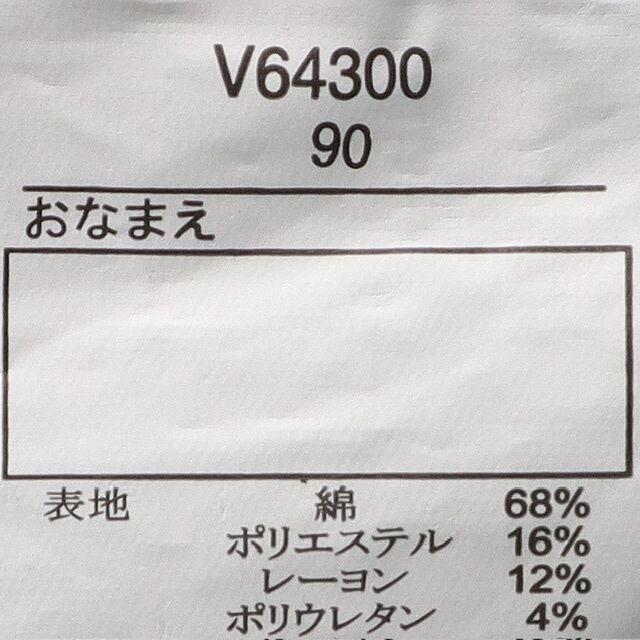 V64300
90
おなまえ
表地 綿 68%
ポリエステル 16%
レーヨン 12%
ポリウレタン 4%